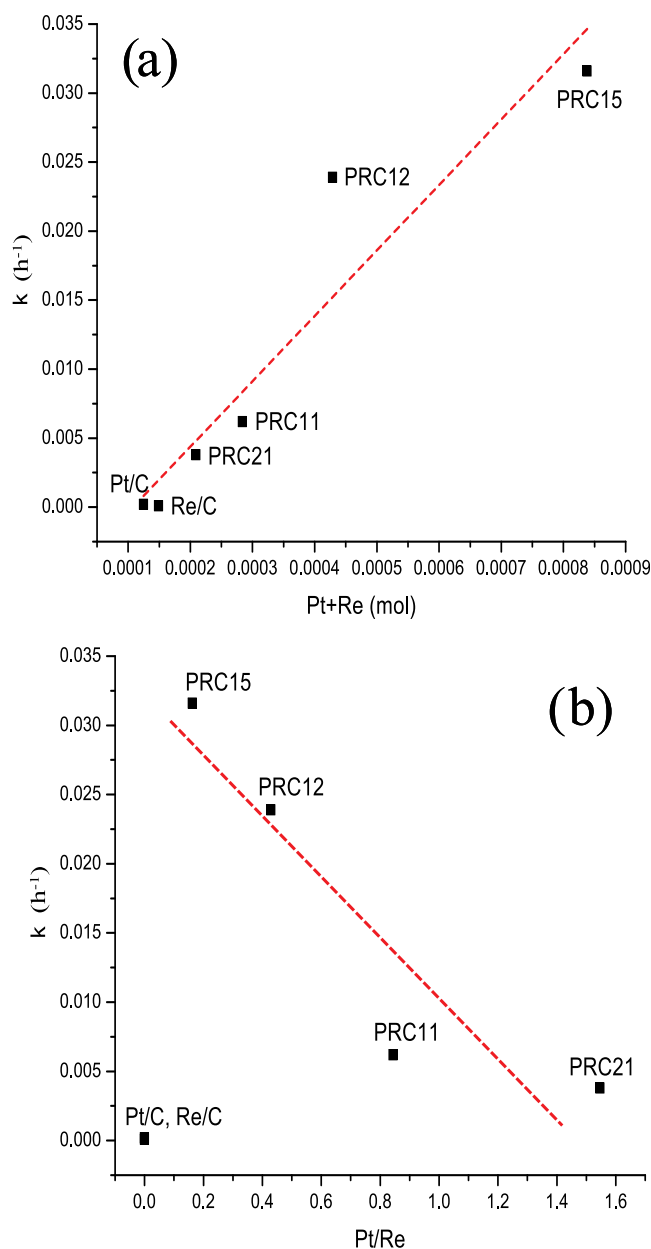 (a)
0.035
0.030
0.025
0.020
0.015
0.010
0.005
0.000
k (h⁻¹)
PRC15
PRC12
PRC11
PRC21
Pt/C
Re/C
0.0001 0.0002 0.0003 0.0004 0.0005 0.0006 0.0007 0.0008 0.0009
Pt+Re (mol)
(b)
0.035
0.030
0.025
0.020
0.015
0.010
0.005
0.000
k (h⁻¹)
PRC15
PRC12
PRC11
PRC21
Pt/C, Re/C
0.0 0.2 0.4 0.6 0.8 1.0 1.2 1.4 1.6
Pt/Re